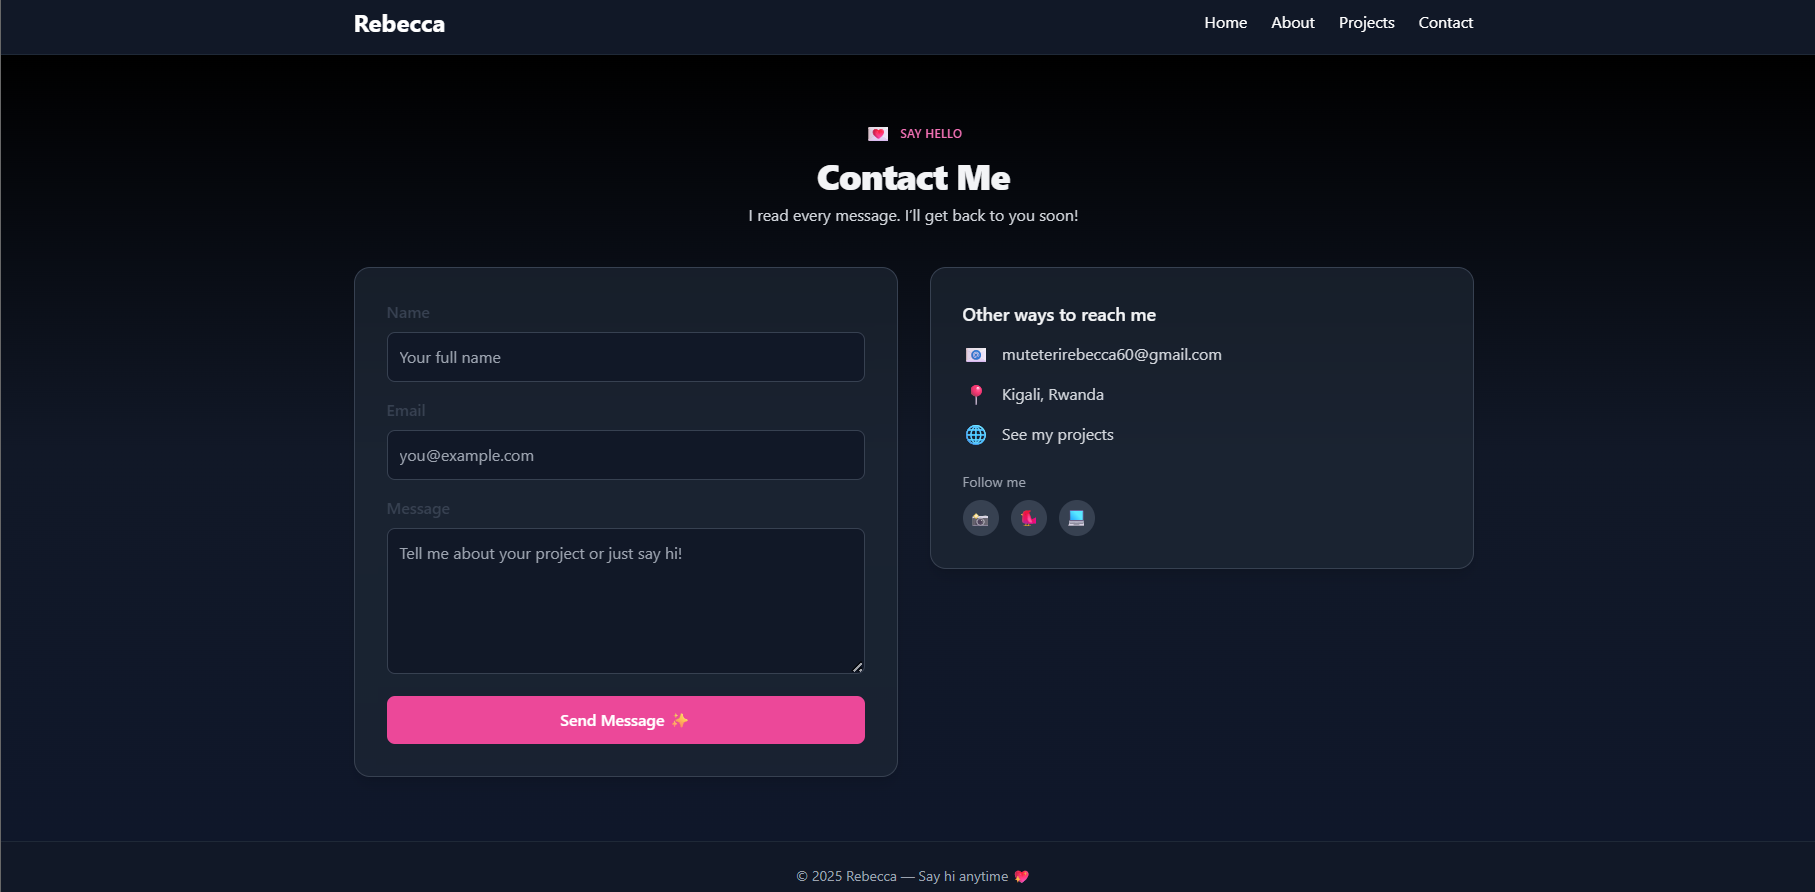 Rebecca
Home About Projects Contact
💌 SAY HELLO
Contact Me
I read every message. I’ll get back to you soon!
Name
Your full name
Email
you@example.com
Message
Tell me about your project or just say hi!
Send Message ✨
Other ways to reach me
📧 muteterirebecca60@gmail.com
📍 Kigali, Rwanda
🌐 See my projects
Follow me
© 2025 Rebecca — Say hi anytime 💖